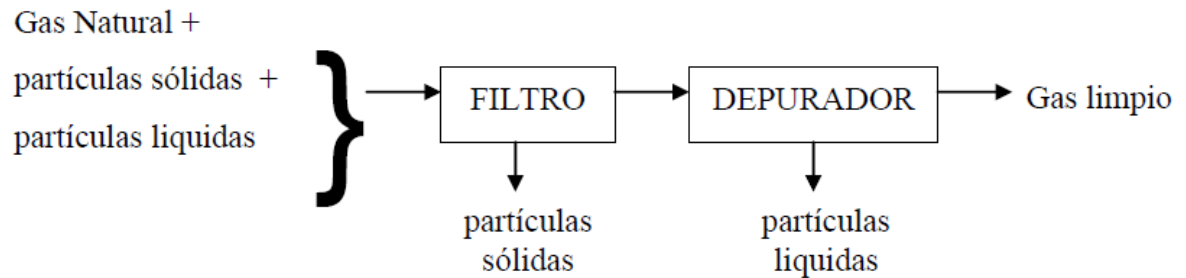 Gas Natural +
partículas sólidas +
partículas liquidas
FILTRO
DEPURADOR
Gas limpio
partículas
sólidas
partículas
liquidas